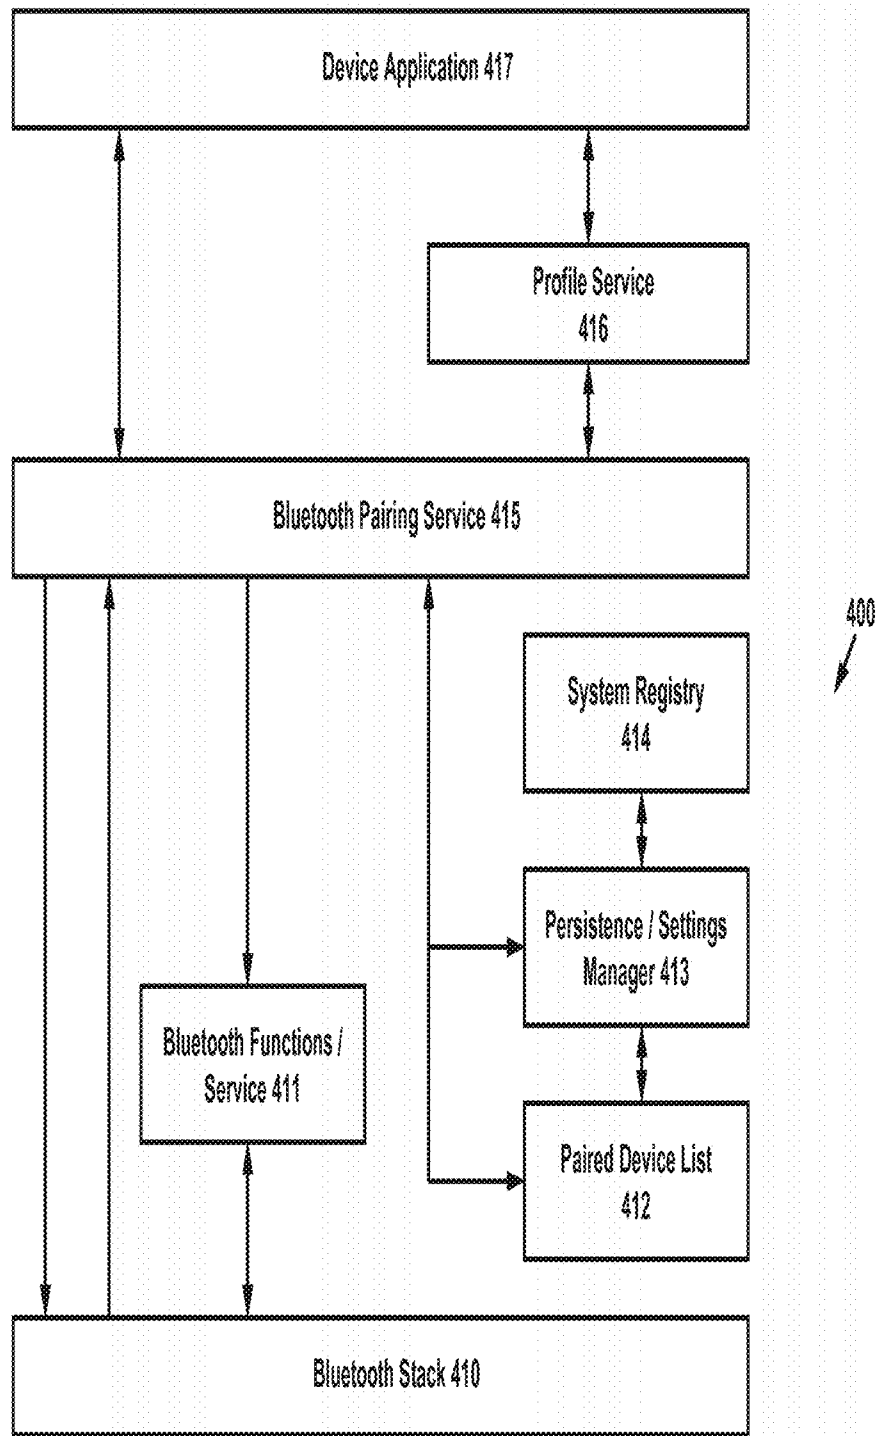 Device Application 417
Profile Service
416
Bluetooth Pairing Service 415
400
System Registry
414
Persistence / Settings
Manager 413
Bluetooth Functions /
Service 411
Paired Device List
412
Bluetooth Stack 410